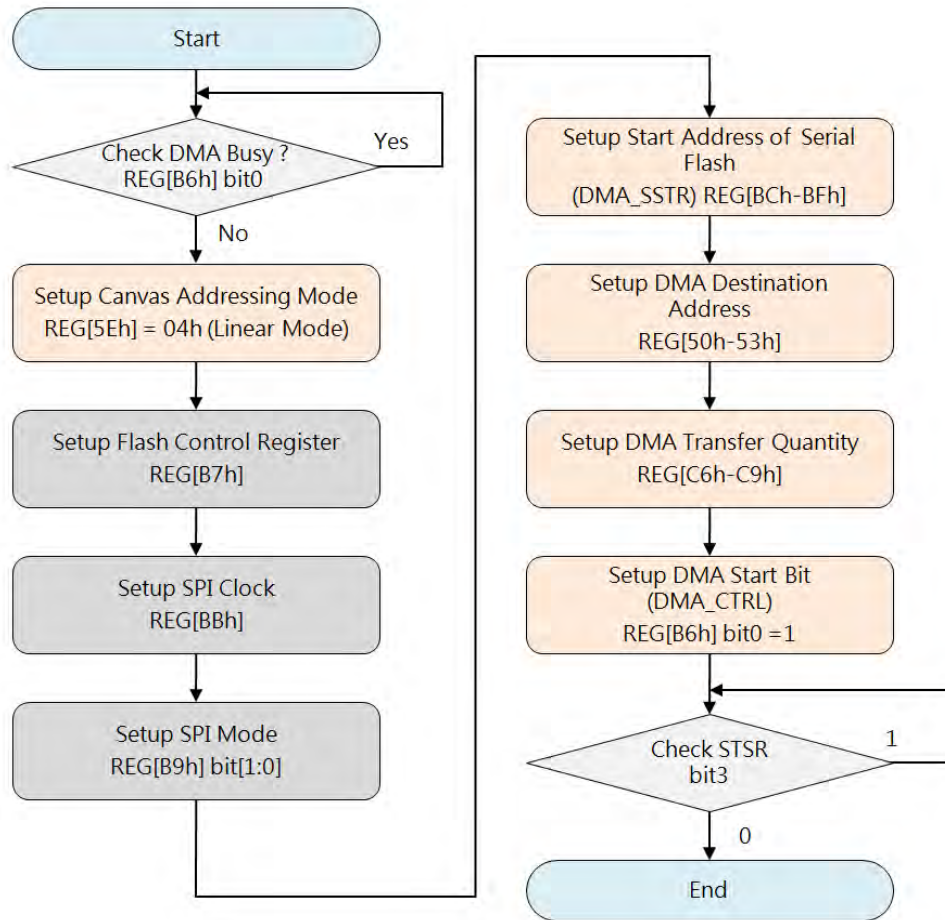 Start
Check DMA Busy ?
REG[B6h] bit0
Yes
No
Setup Canvas Addressing Mode
REG[5Eh] = 04h (Linear Mode)
Setup Flash Control Register
REG[B7h]
Setup SPI Clock
REG[BBh]
Setup SPI Mode
REG[B9h] bit[1:0]
Setup Start Address of Serial
Flash
(DMA_SSTR) REG[BCh-BFh]
Setup DMA Destination
Address
REG[50h-53h]
Setup DMA Transfer Quantity
REG[C6h-C9h]
Setup DMA Start Bit
(DMA_CTRL)
REG[B6h] bit0 =1
Check STSR
bit3
1
0
End